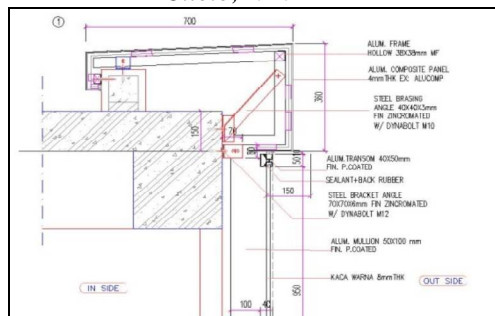 700
1
ALUM. FRAME
HOLLOW 38X38mm MF
ALUM. COMPOSITE PANEL
4mmTHK EX: ALUCOMP
360
STEEL BRASING
ANGLE 40X40X3mm
FIN ZINCROMATED
W/ DYNABOLT M10
150
ALUM.TRANSOM 40X50mm
FIN. P.COATED
SEALANT+BACK RUBBER
150
STEEL BRACKET ANGLE
70X70X6mm FIN ZINCROMATED
W/ DYNABOLT M12
ALUM. MULLION 50X100 mm
FIN. P.COATED
IN SIDE
KACA WARNA 8mmTHK
OUT SIDE
950
100
40